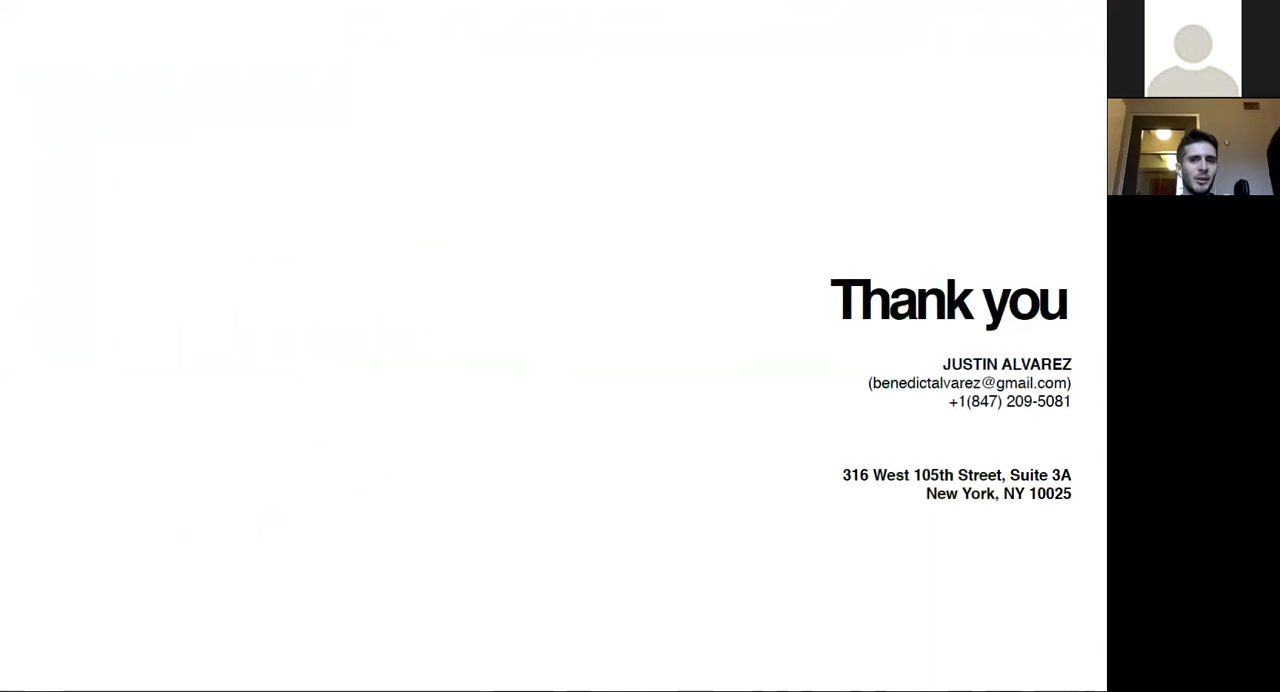 Thank you
JUSTIN ALVAREZ
(benedictalvarez@gmail.com)
+1(847) 209-5081
316 West 105th Street, Suite 3A
New York, NY 10025